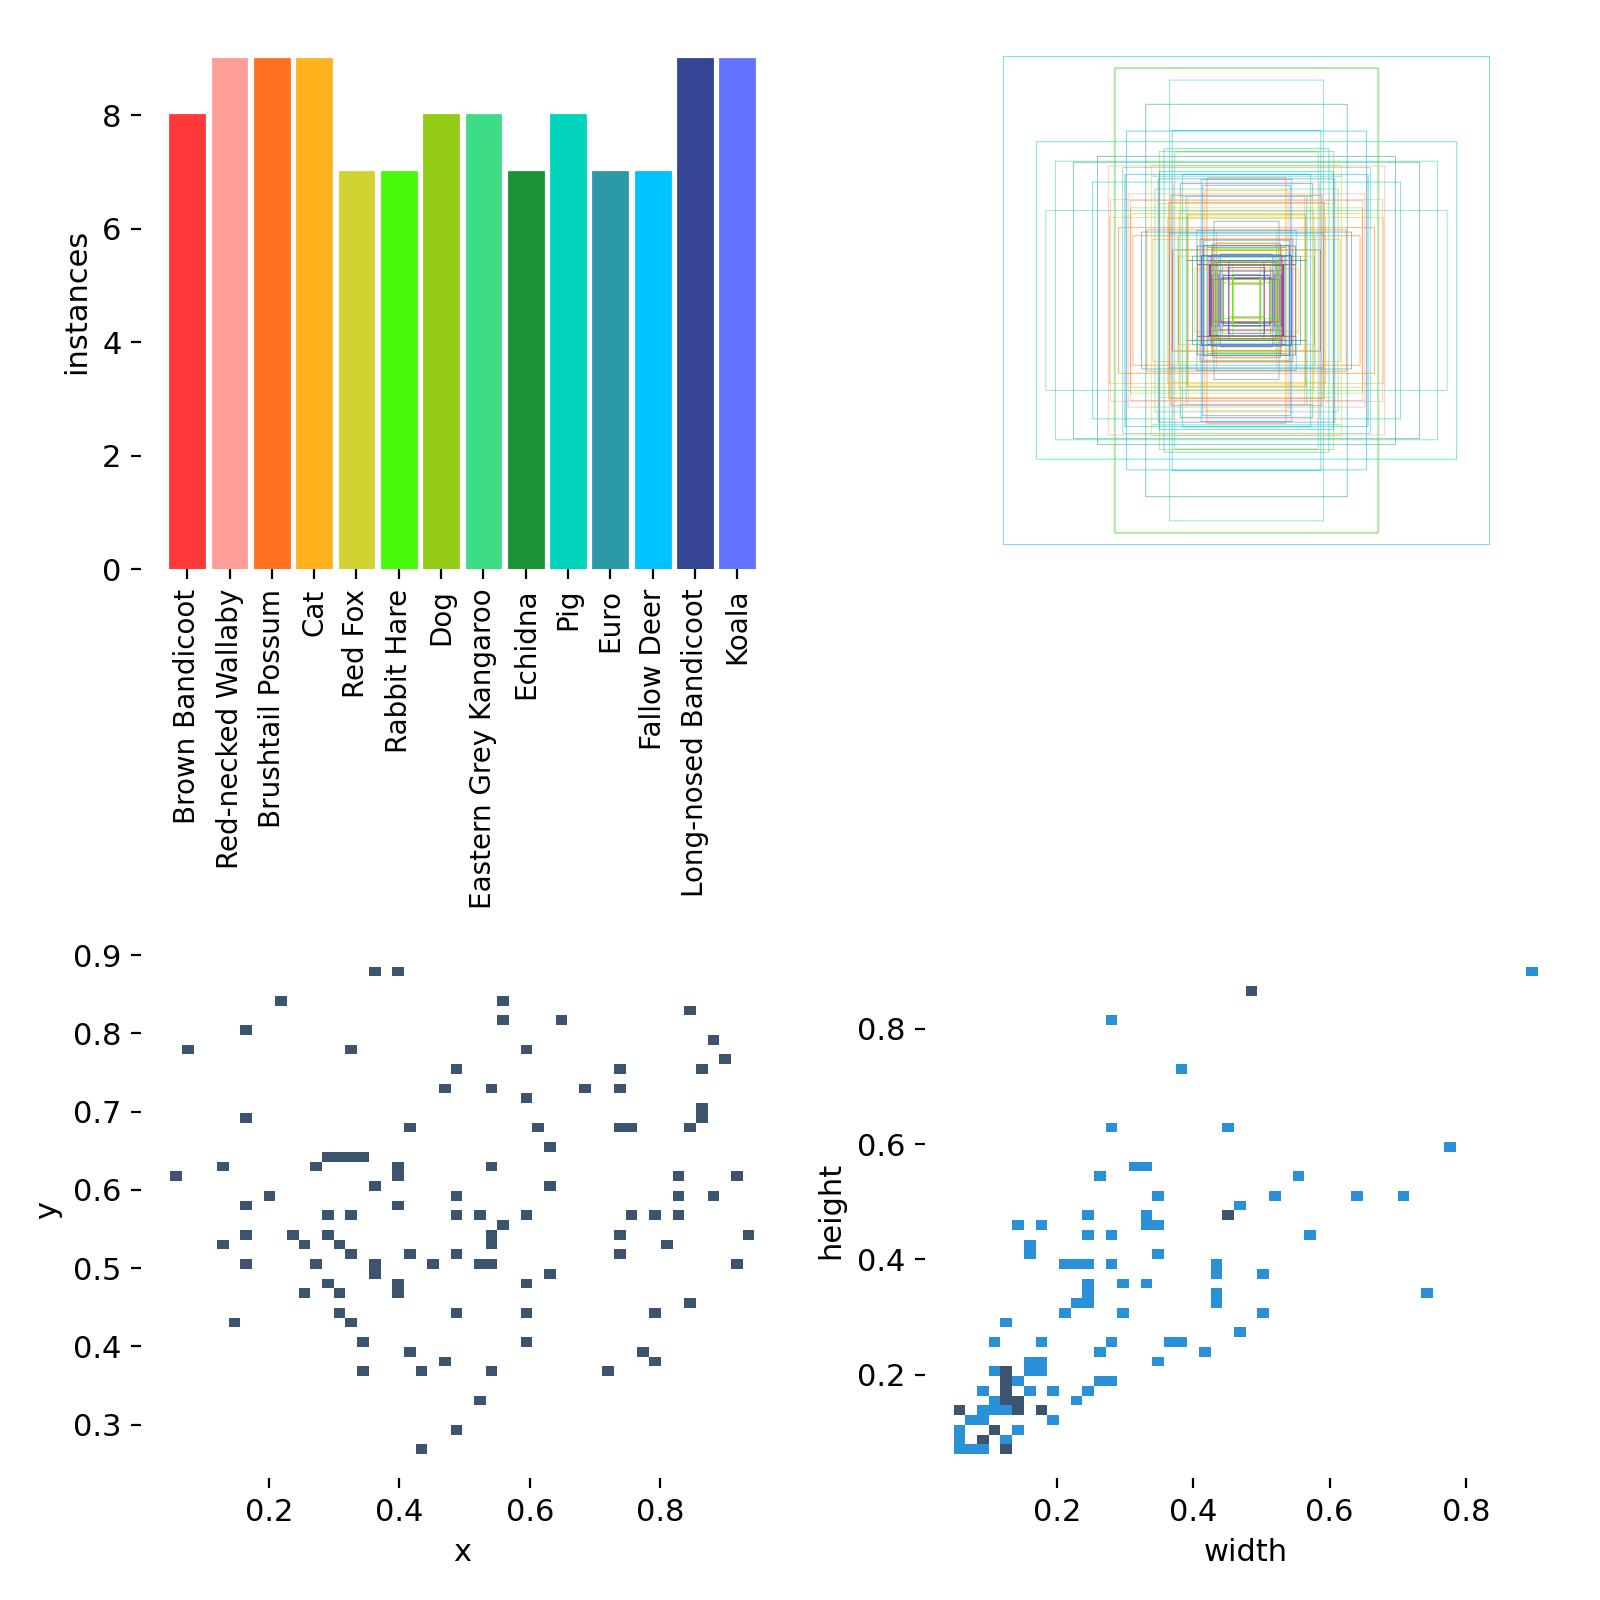 instances
8
6
4
2
0
Brown Bandicoot
Red-necked Wallaby
Brushtail Possum
Cat
Red Fox
Rabbit Hare
Dog
Eastern Grey Kangaroo
Echidna
Pig
Euro
Fallow Deer
Long-nosed Bandicoot
Koala
y
0.9
0.8
0.7
0.6
0.5
0.4
0.3
0.2 0.4 0.6 0.8
x
height
0.8
0.6
0.4
0.2
0.2 0.4 0.6 0.8
width